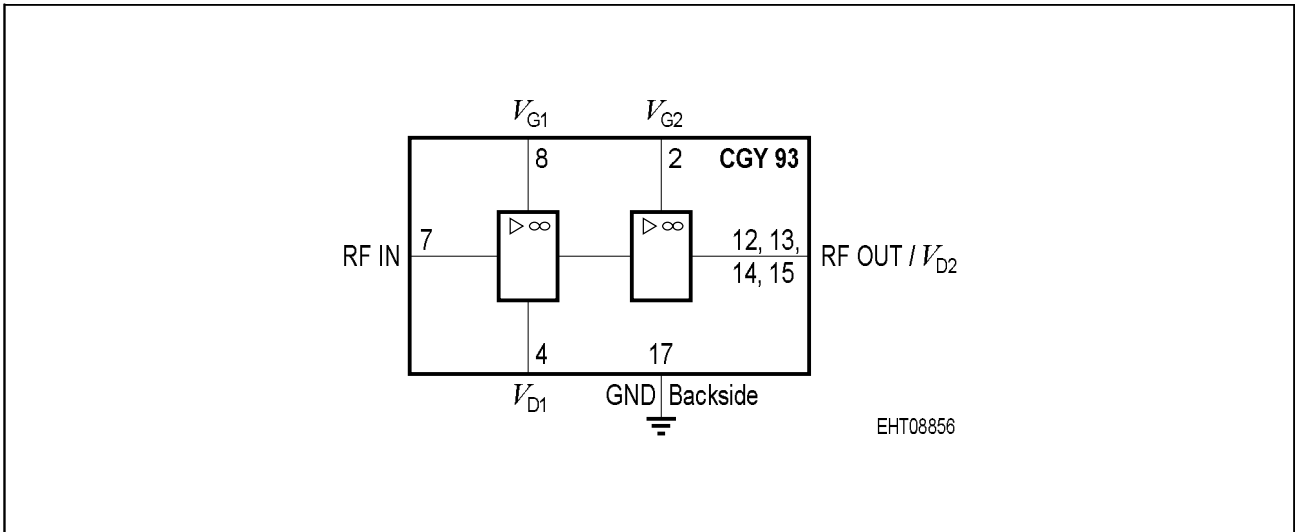 VG1 VG2
8 2 CGY 93
▷∞ ▷∞
RF IN 7 12, 13, RF OUT / VD2
14, 15
4 17
VD1 GND Backside
EHT08856